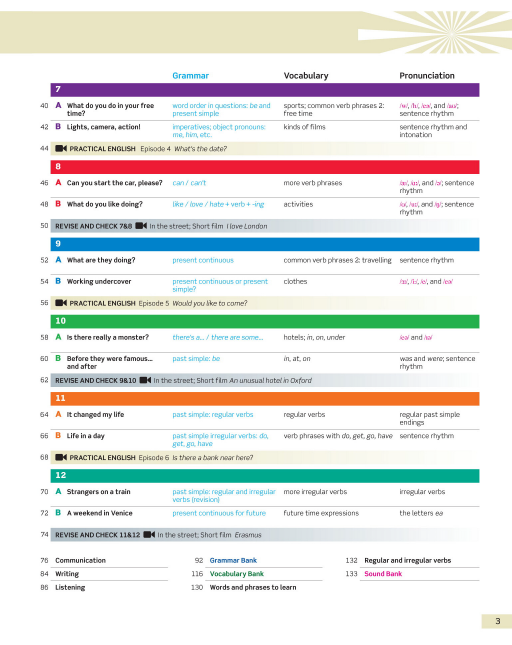 Grammar Vocabulary Pronunciation
7
40 A What do you do in your free word order in questions: be and sports; common verb phrases 2: sentence rhythm
time? present simple free time
42 B Lights, camera, action! imperatives; object pronouns: kinds of films sentence rhythm and
me, him, etc. intonation
44 PRACTICAL ENGLISH Episode 4 What's the date?
8
46 A Can you start the car, please? can / can't more verb phrases sentence
rhythm
48 B What do you like doing? like / love / hate + verb + -ing activities sentence
rhythm
50 REVISE AND CHECK 7&8 In the street; Short film I love London
9
52 A What are they doing? present continuous common verb phrases 2: travelling sentence rhythm
54 B Working undercover present continuous or present clothes
simple?
56 PRACTICAL ENGLISH Episode 5 Would you like to come?
10
58 A Is there really a monster? there's a... / there are some... hotels; in, on, under
60 B Before they were famous... past simple: be in, at, on was and were; sentence
and after rhythm
62 REVISE AND CHECK 9&10 In the street; Short film An unusual hotel in Oxford
11
64 A It changed my life past simple: regular verbs regular verbs regular past simple
endings
66 B Life in a day past simple irregular verbs: do, verb phrases with do, get, go, have sentence rhythm
get, go, have
68 PRACTICAL ENGLISH Episode 6 Is there a bank near here?
12
70 A Strangers on a train past simple: regular and irregular more irregular verbs irregular verbs
verbs (revision)
72 B A weekend in Venice present continuous for future future time expressions the letters ea
74 REVISE AND CHECK 11&12 In the street; Short film Erasmus
76 Communication 92 Grammar Bank 132 Regular and irregular verbs
84 Writing 116 Vocabulary Bank 133 Sound Bank
86 Listening 130 Words and phrases to learn
3